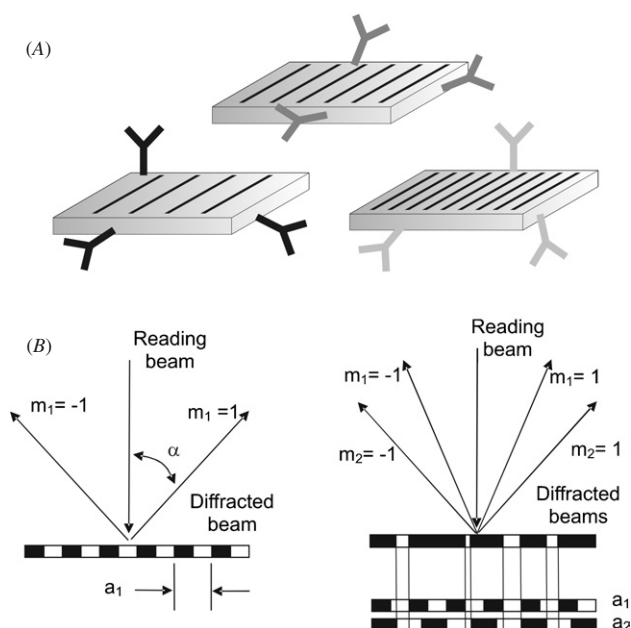 (A)
(B)
Reading
beam
m₁= -1
m₁ =1
α
Diffracted
beam
a₁
Reading
beam
m₁= -1
m₁= 1
m₂= -1
m₂= 1
Diffracted
beams
a₁
a₂